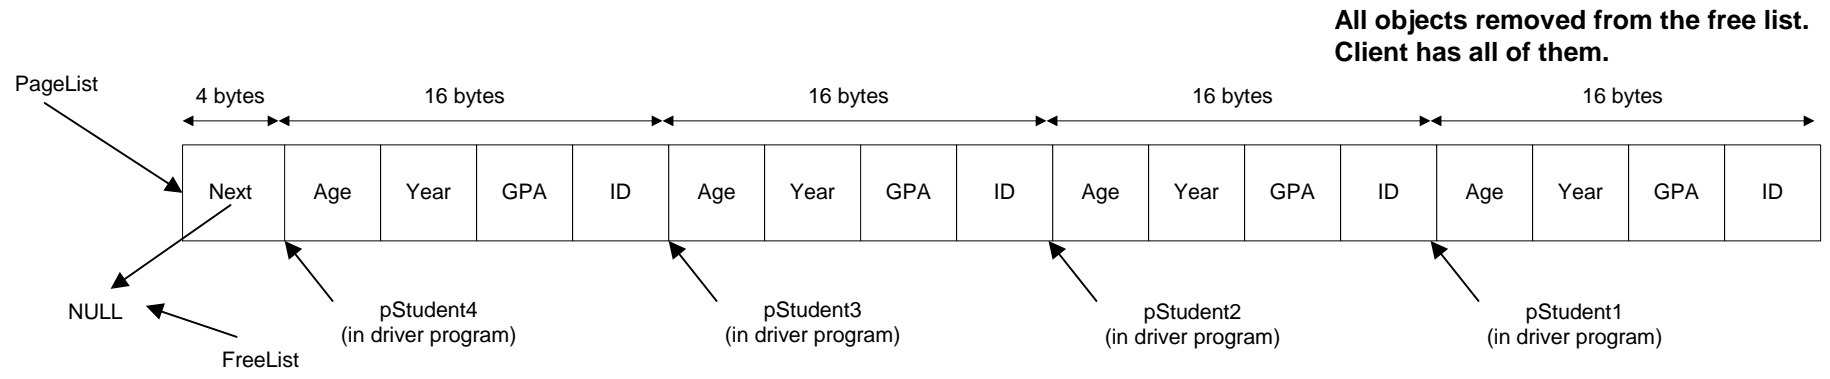 All objects removed from the free list.
Client has all of them.
PageList
4 bytes
16 bytes
16 bytes
16 bytes
16 bytes
Next
Age
Year
GPA
ID
Age
Year
GPA
ID
Age
Year
GPA
ID
Age
Year
GPA
ID
NULL
FreeList
pStudent4
(in driver program)
pStudent3
(in driver program)
pStudent2
(in driver program)
pStudent1
(in driver program)